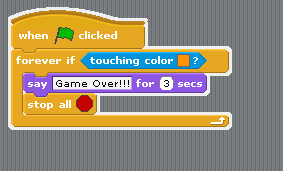 when clicked
forever if touching color ?
say Game Over!!! for 3 secs
stop all